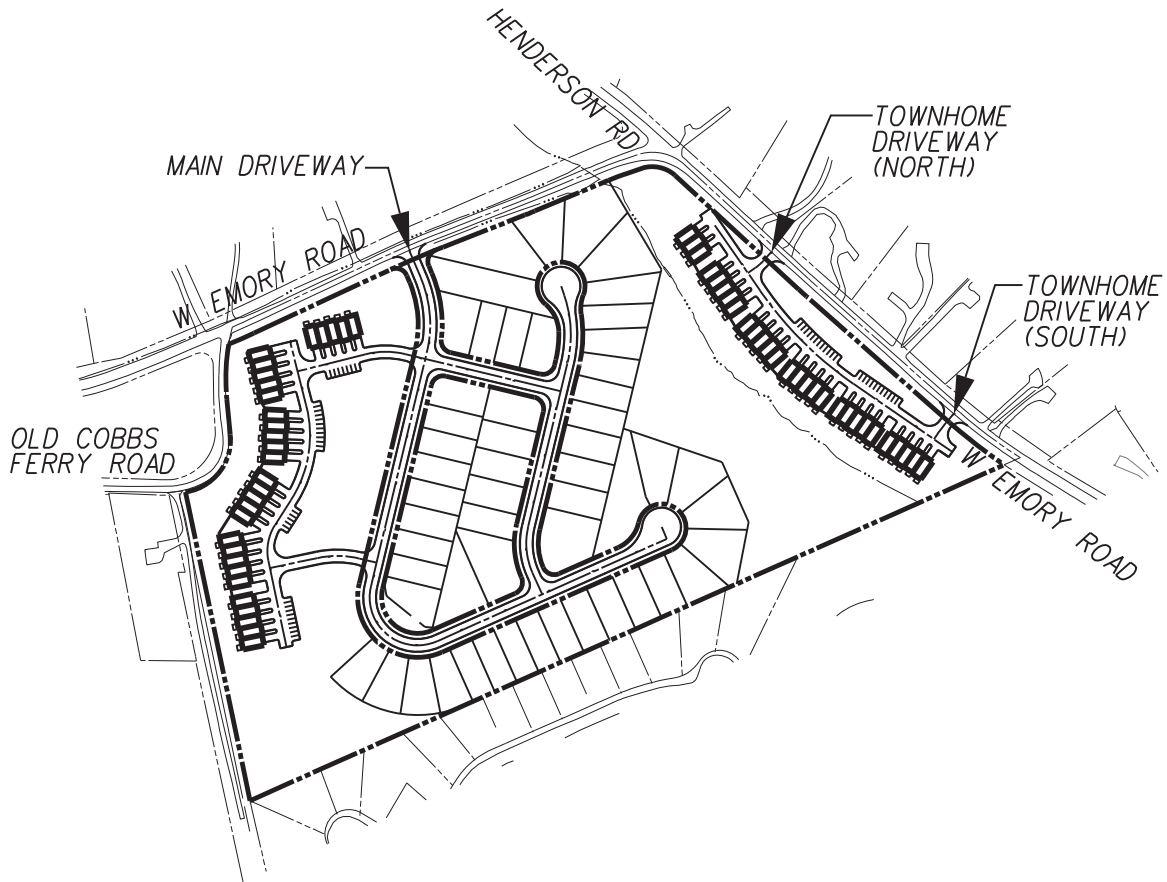 HENDERSON RD
TOWNHOME
DRIVEWAY
(NORTH)
MAIN DRIVEWAY
W EMORY ROAD
TOWNHOME
DRIVEWAY
(SOUTH)
OLD COBBS
FERRY ROAD
W EMORY ROAD